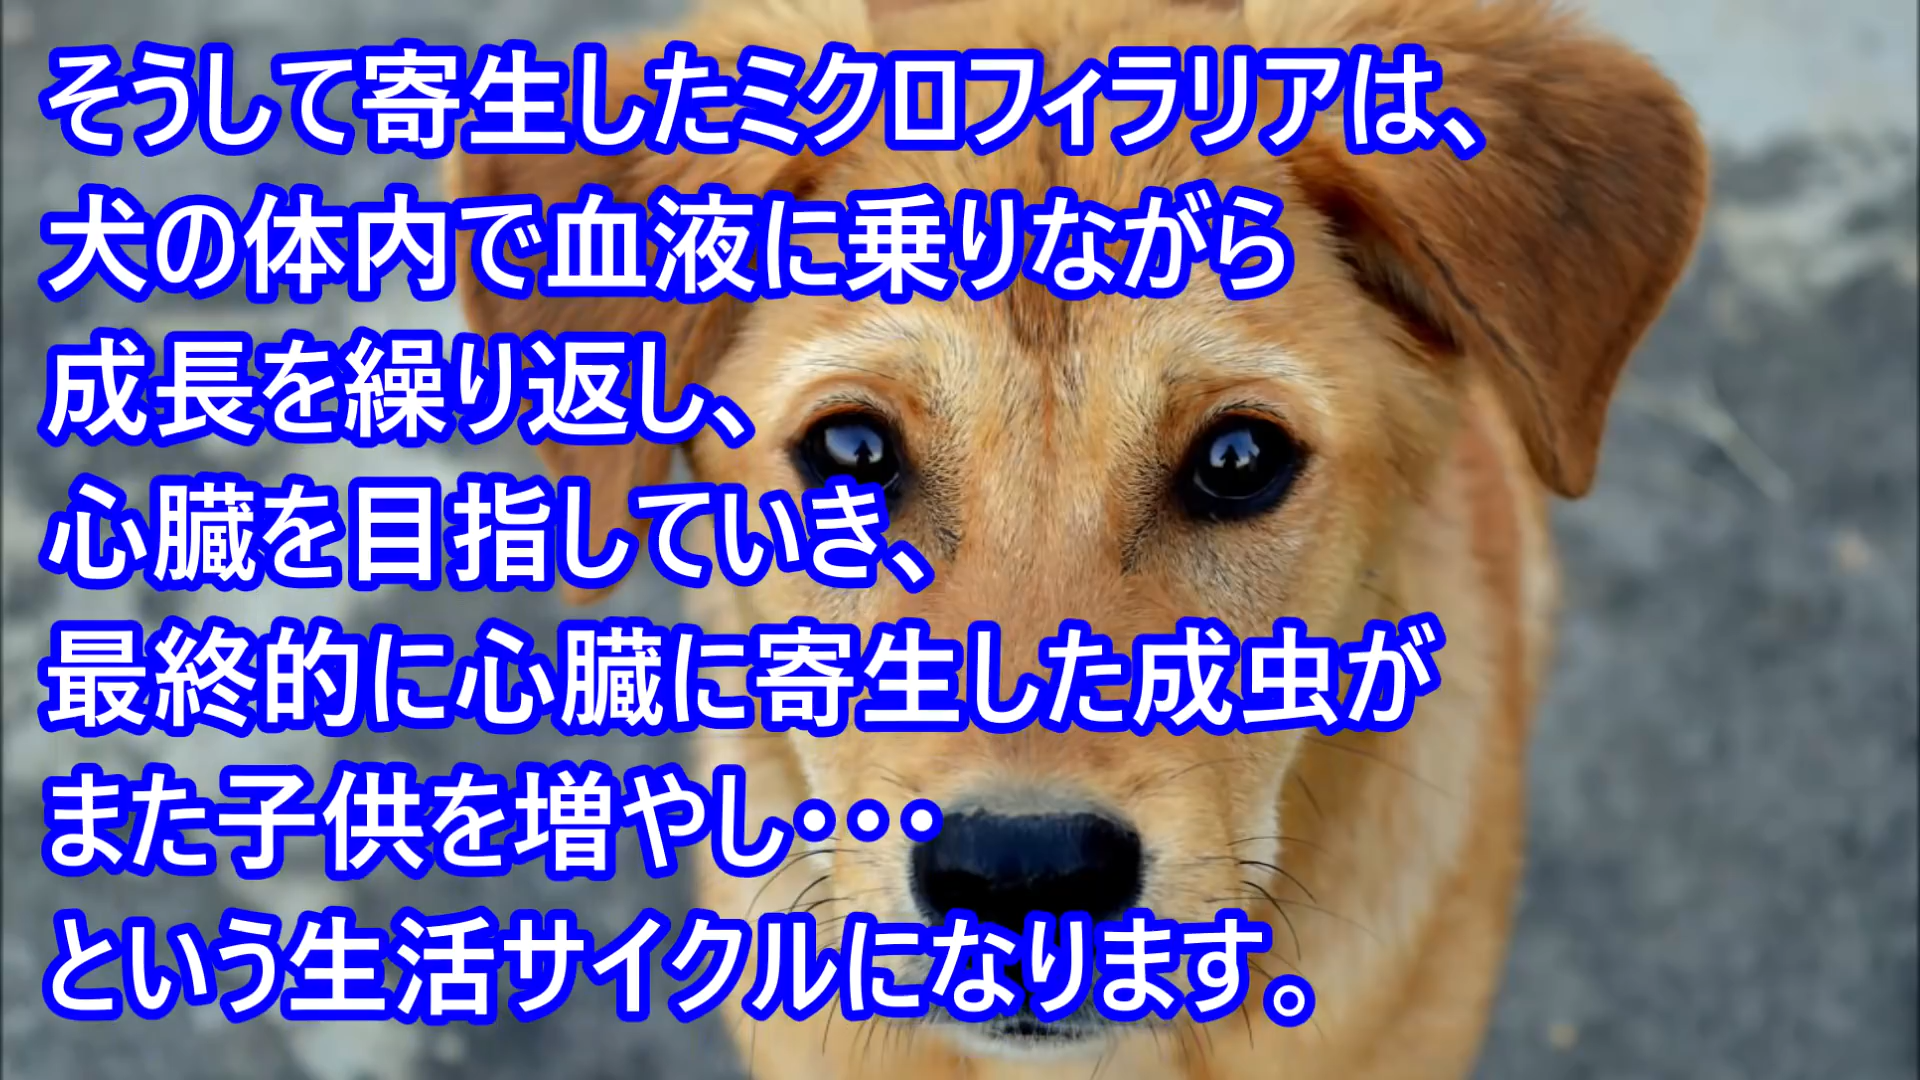 そうして寄生したミクロフィラリアは、
犬の体内で血液に乗りながら
成長を繰り返し、
心臓を目指していき、
最終的に心臓に寄生した成虫が
また子供を増やし・・・
という生活サイクルになります。